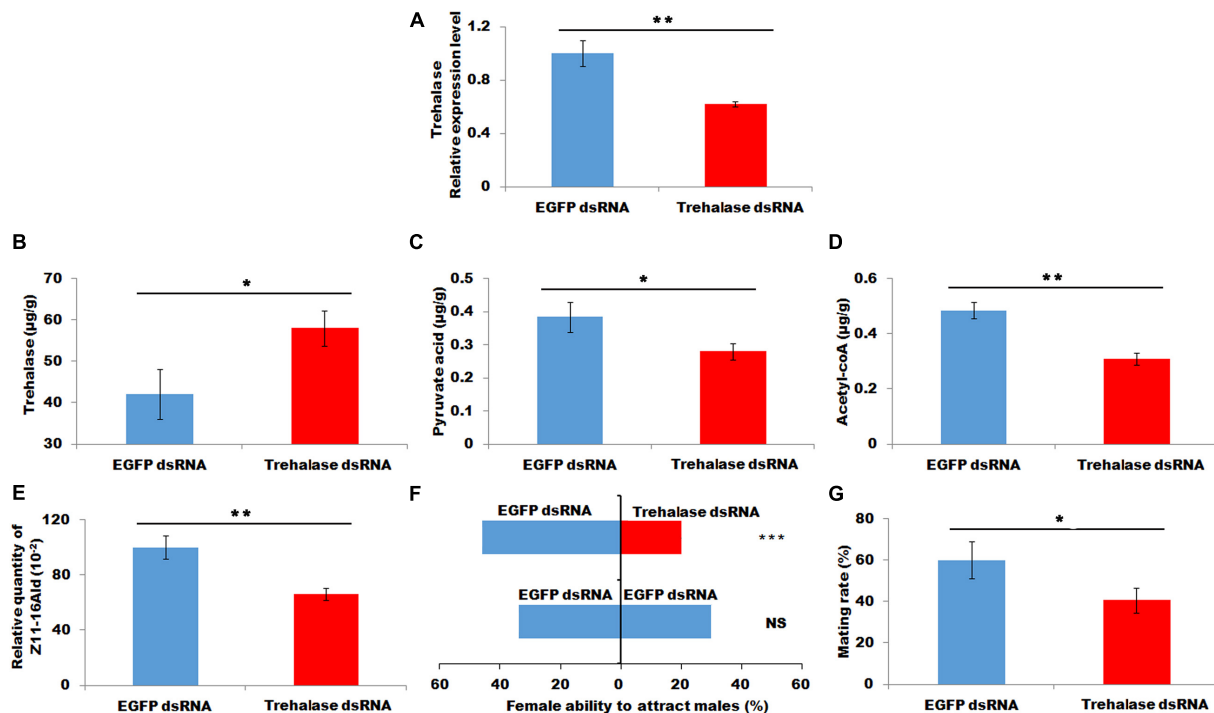 A
Trehalase
Relative expression level
1.2
0.8
0.4
0
**
EGFP dsRNA
Trehalase dsRNA
B
Trehalase (µg/g)
70
60
50
40
30
*
EGFP dsRNA
Trehalase dsRNA
C
Pyruvate acid (µg/g)
0.5
0.4
0.3
0.2
0.1
0
*
EGFP dsRNA
Trehalase dsRNA
D
Acetyl-coA (µg/g)
0.6
0.4
0.2
0
**
EGFP dsRNA
Trehalase dsRNA
E
Relative quantity of
Z11-16Ald (10-2)
120
80
40
0
**
EGFP dsRNA
Trehalase dsRNA
F
EGFP dsRNA
Trehalase dsRNA
***
EGFP dsRNA
EGFP dsRNA
NS
60
40
20
0
20
40
60
Female ability to attract males (%)
G
Mating rate (%)
80
60
40
20
0
*
EGFP dsRNA
Trehalase dsRNA